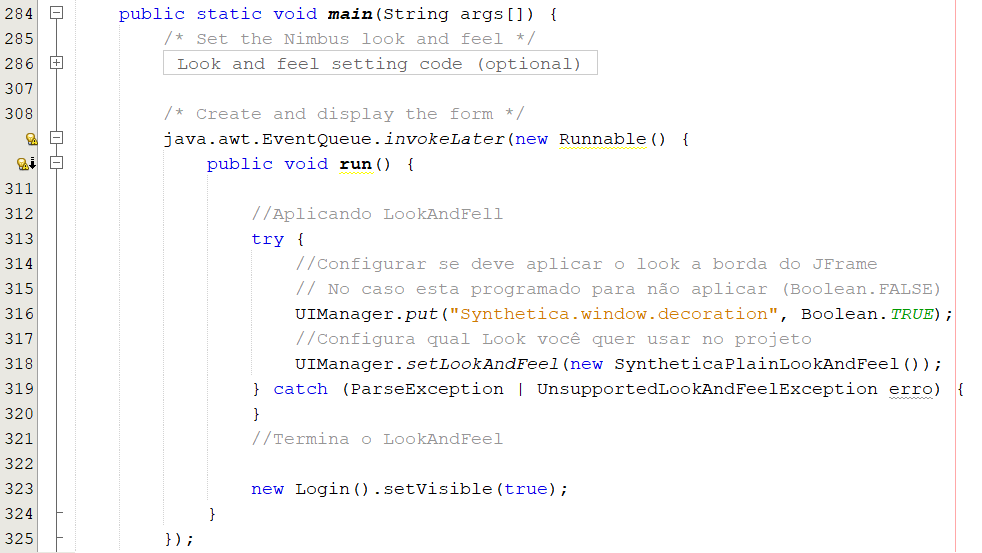 284 public static void main(String args[]) {
285 /* Set the Nimbus look and feel */
286 Look and feel setting code (optional)
307
308 /* Create and display the form */
java.awt.EventQueue.invokeLater(new Runnable() {
public void run() {
311
312 //Aplicando LookAndFell
313 try {
314 //Configurar se deve aplicar o look a borda do JFrame
315 // No caso esta programado para não aplicar (Boolean.FALSE)
316 UIManager.put("Synthetica.window.decoration", Boolean.TRUE);
317 //Configura qual Look você quer usar no projeto
318 UIManager.setLookAndFeel(new SyntheticaPlainLookAndFeel());
319 } catch (ParseException | UnsupportedLookAndFeelException erro) {
320 }
321 //Termina o LookAndFeel
322
323 new Login().setVisible(true);
324 }
325 });